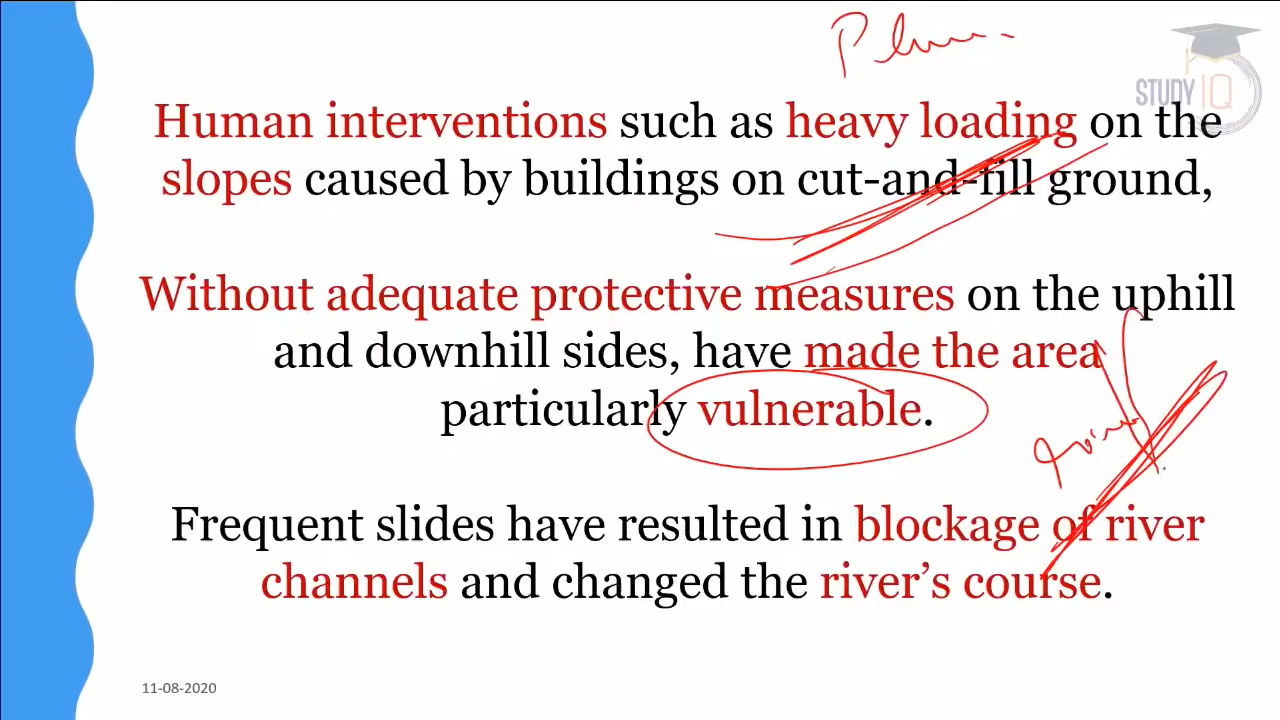 STUDY IQ
Human interventions such as heavy loading on the
slopes caused by buildings on cut-and-fill ground,
Without adequate protective measures on the uphill
and downhill sides, have made the area
particularly vulnerable.
Frequent slides have resulted in blockage of river
channels and changed the river’s course.
11-08-2020